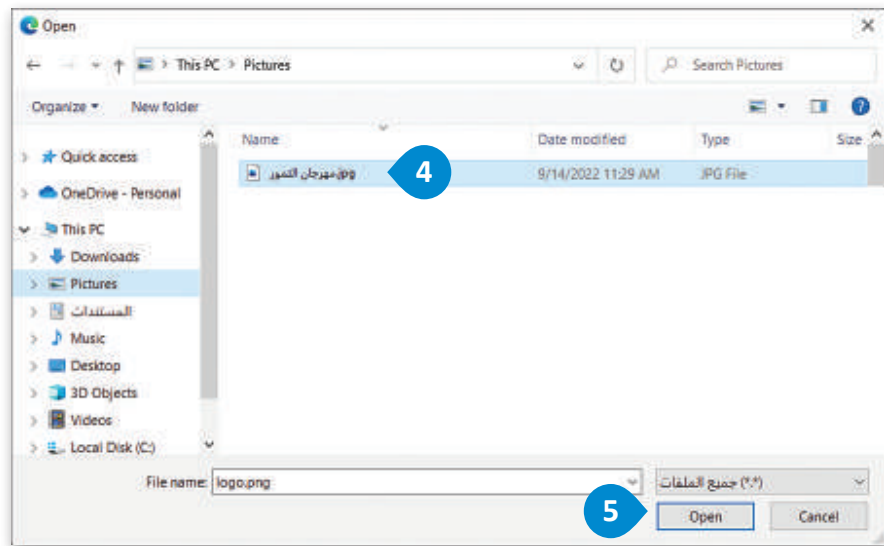 Open
This PC > Pictures
Search Pictures
Organize
New folder
Name
Date modified
Type
Size
Quick access
مهرجان التمور.jpg
4
9/14/2022 11:29 AM
JPG File
OneDrive - Personal
This PC
Downloads
Pictures
المستندات
Music
Desktop
3D Objects
Videos
Local Disk (C:)
File name:
logo.png
جميع الملفات (*.*)
5
Open
Cancel